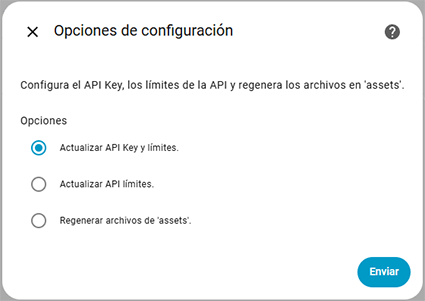 Opciones de configuración
Configura el API Key, los límites de la API y regenera los archivos en 'assets'.
Opciones
Actualizar API Key y límites.
Actualizar API límites.
Regenerar archivos de 'assets'.
Enviar